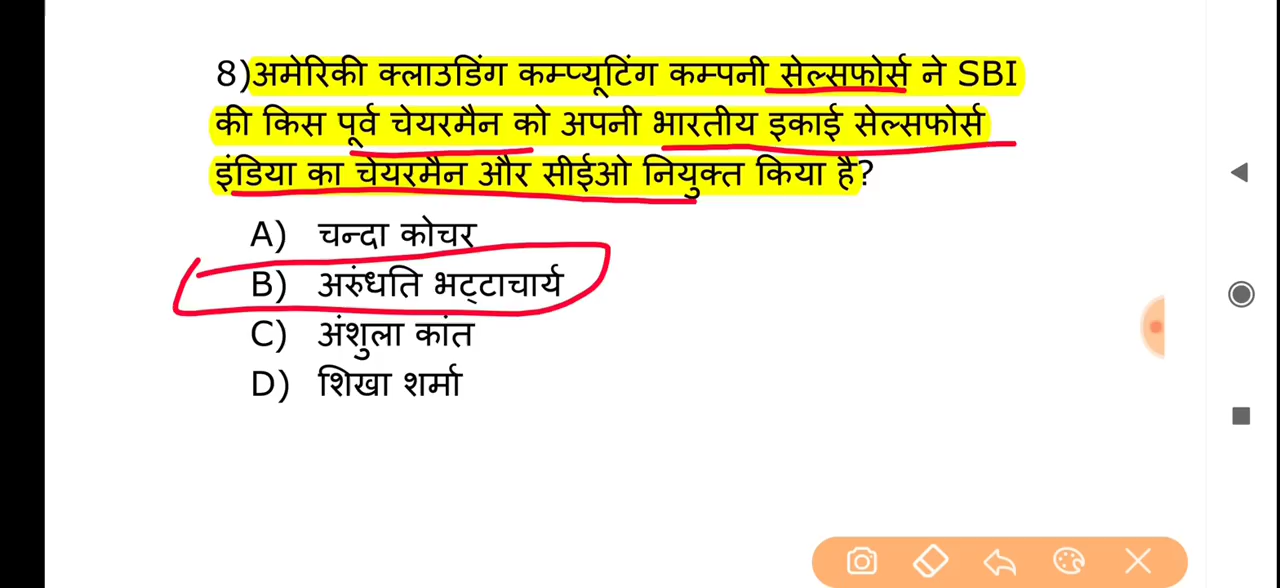 8)अमेरिकी क्लाउडिंग कम्प्यूटिंग कम्पनी सेल्सफोर्स ने SBI
की किस पूर्व चेयरमैन को अपनी भारतीय इकाई सेल्सफोर्स
इंडिया का चेयरमैन और सीईओ नियुक्त किया है?
A) चन्दा कोचर
B) अरुंधति भट्टाचार्य
C) अंशुला कांत
D) शिखा शर्मा